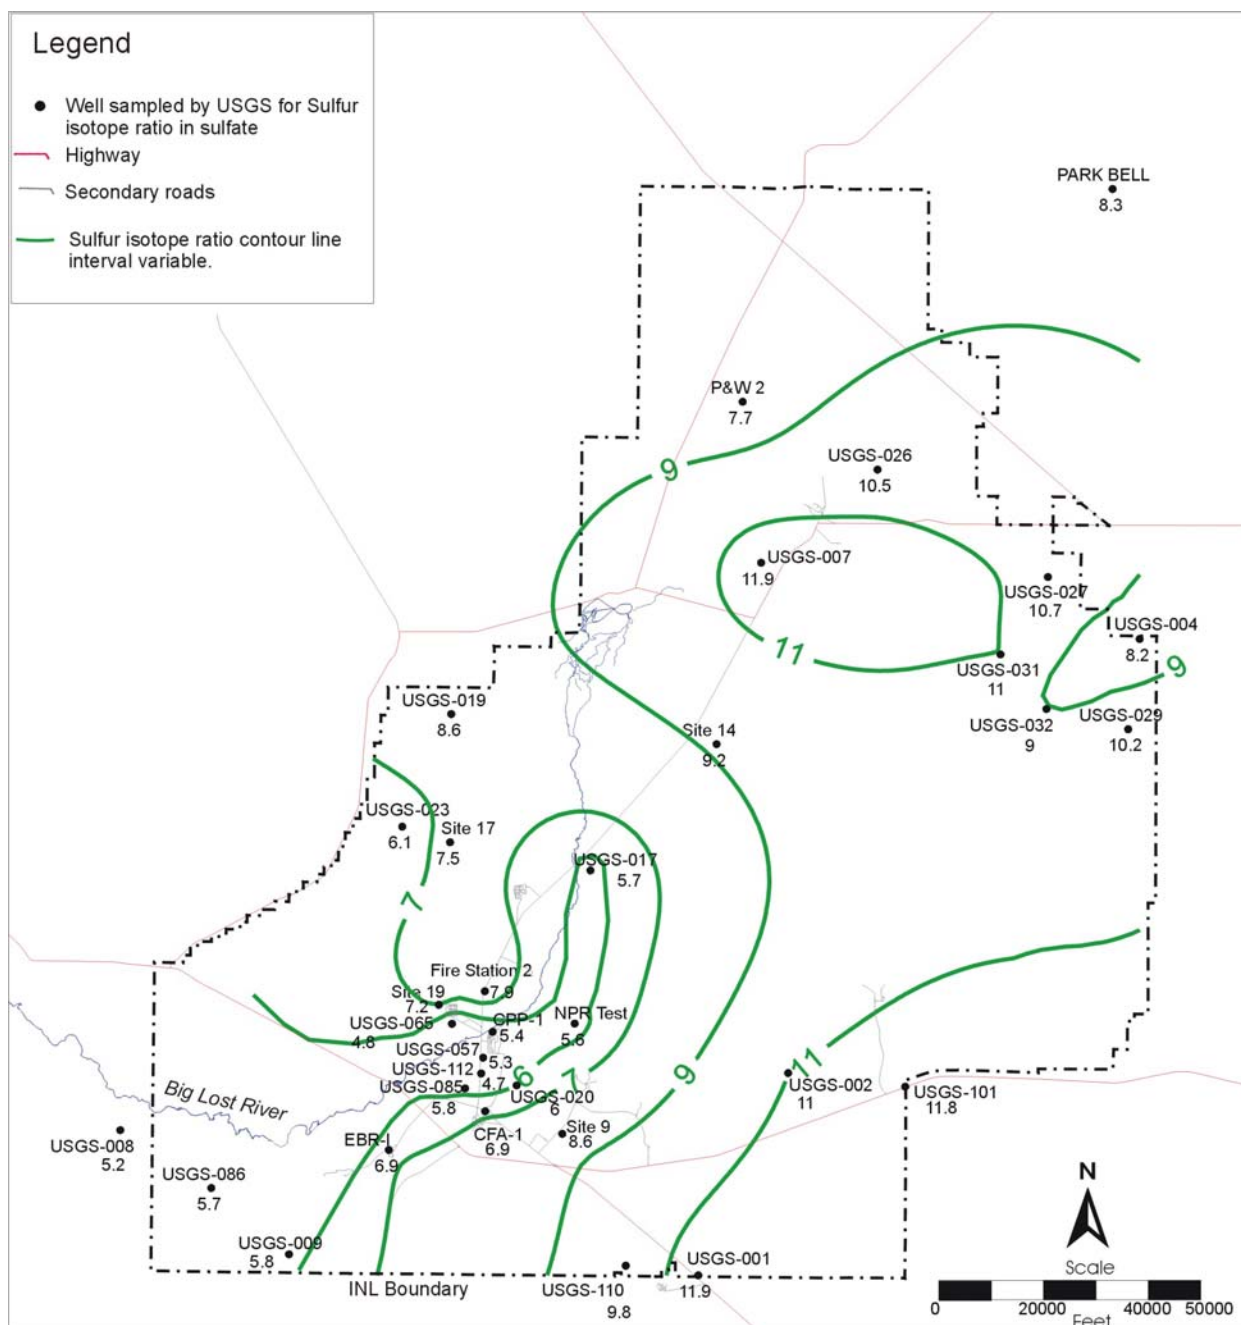 Legend
Well sampled by USGS for Sulfur
isotope ratio in sulfate
Highway
Secondary roads
Sulfur isotope ratio contour line
interval variable.
PARK BELL
8.3
P&W 2
7.7
9
USGS-026
10.5
USGS-007
11.9
USGS-027
10.7
USGS-004
8.2
11
USGS-031
11
9
USGS-019
8.6
USGS-032
9
USGS-029
10.2
Site 14
9.2
USGS-023
6.1
Site 17
7.5
USGS-017
5.7
7
Fire Station 2
7.9
Site 19
7.2
USGS-065
4.8
CPP-1
5.4
NPR Test
5.6
USGS-057
5.3
USGS-112
4.7
USGS-085
5.8
6
7
9
11
USGS-020
6
USGS-002
11
USGS-101
11.8
Big Lost River
CFA-1
6.9
Site 9
8.6
EBR-I
6.9
USGS-008
5.2
USGS-086
5.7
USGS-009
5.8
INL Boundary
USGS-110
9.8
USGS-001
11.9
N
Scale
0 20000 40000 50000
Feet